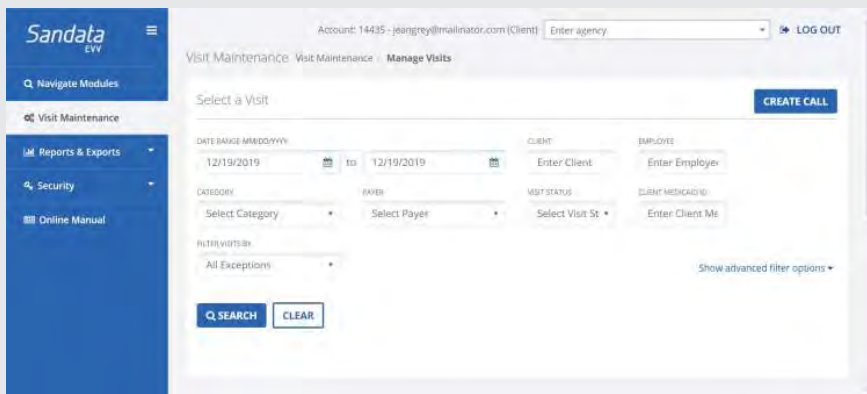 Sandata
EVV
Account: 14435 - jeangrey@mailinator.com (Client)
Enter agency
LOG OUT
Visit Maintenance Visit Maintenance / Manage Visits
Navigate Modules
Visit Maintenance
Reports & Exports
Security
Online Manual
Select a Visit
CREATE CALL
DATE RANGE MM/DD/YYYY
CLIENT
EMPLOYEE
12/19/2019 to 12/19/2019
Enter Client
Enter Employe
CATEGORY
PAYER
VISIT STATUS
CLIENT MEDICAID ID
Select Category
Select Payer
Select Visit St
Enter Client Me
FILTER VISITS BY
All Exceptions
Show advanced filter options
SEARCH
CLEAR